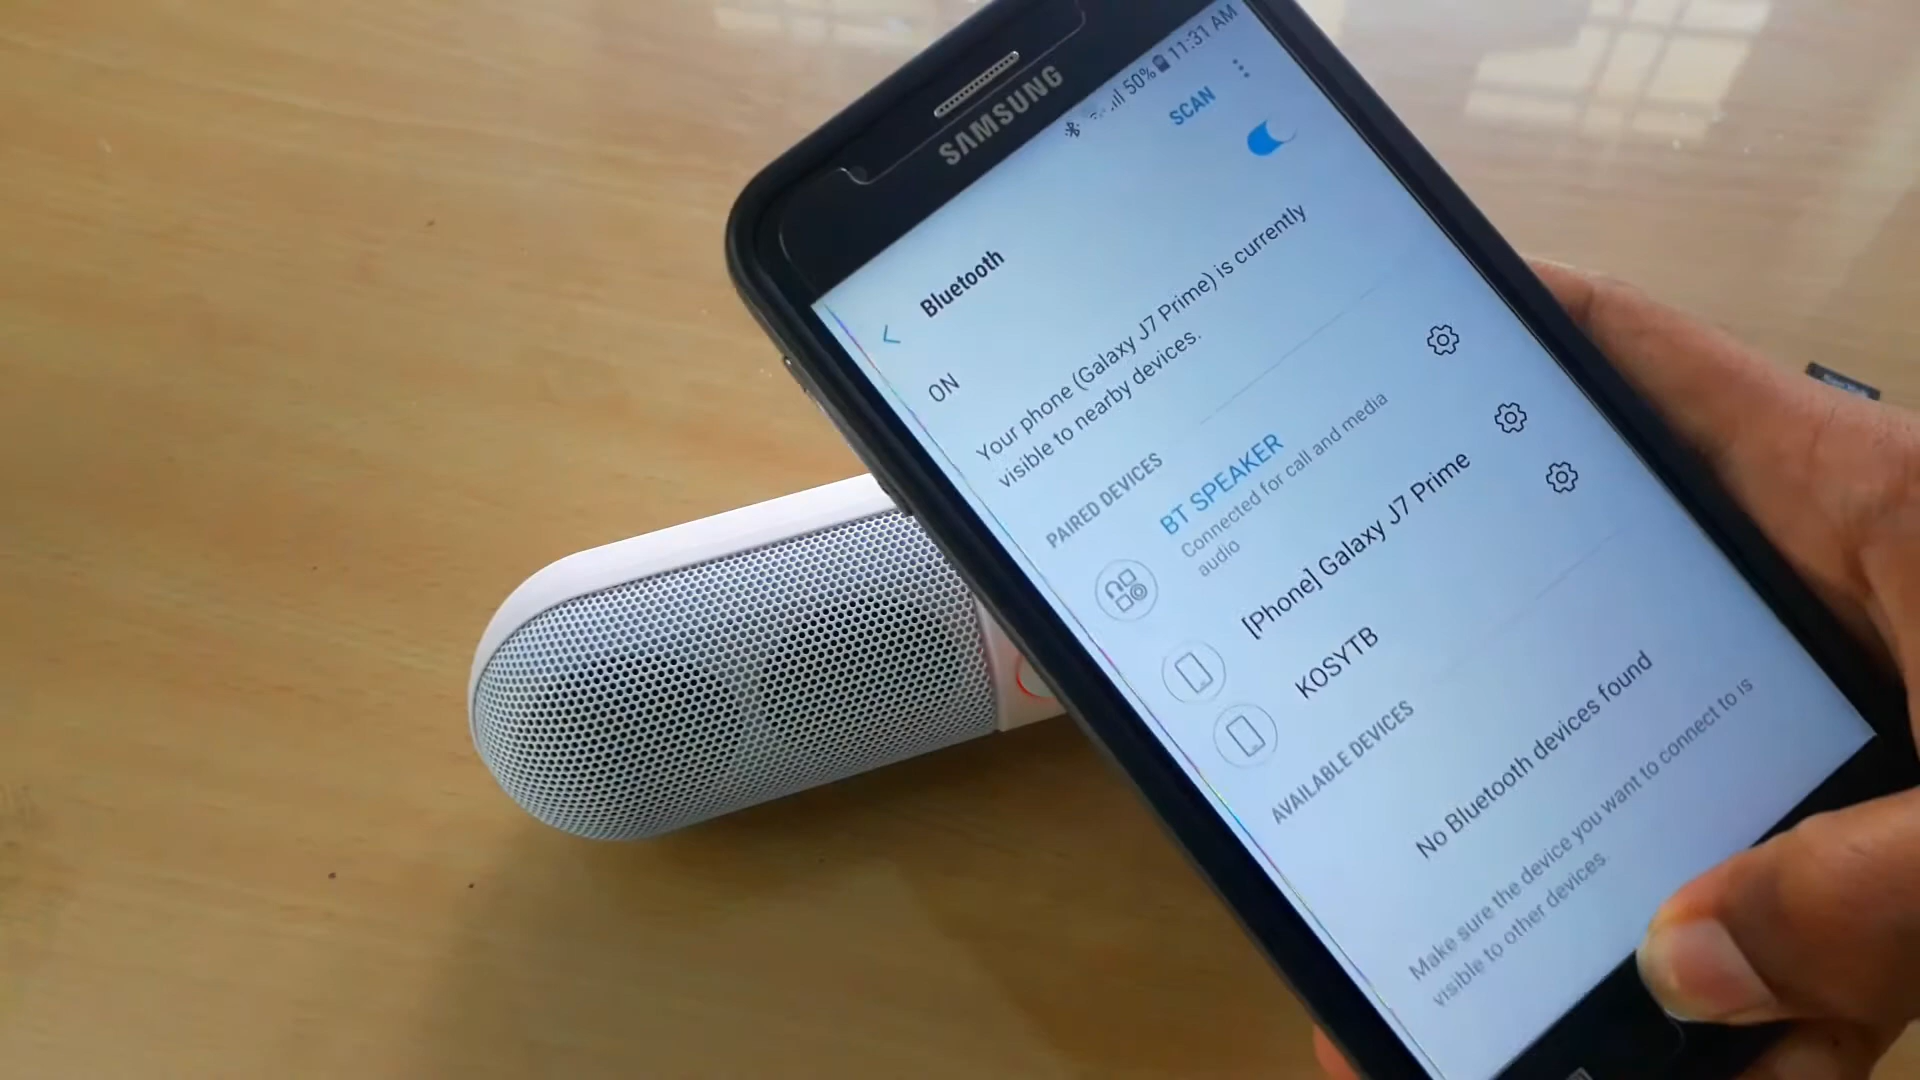 SAMSUNG
50% 11:31 AM
SCAN
Bluetooth
ON
Your phone (Galaxy J7 Prime) is currently
visible to nearby devices.
PAIRED DEVICES
BT SPEAKER
Connected for call and media
audio
[Phone] Galaxy J7 Prime
KOSYTB
AVAILABLE DEVICES
No Bluetooth devices found
Make sure the device you want to connect to is
visible to other devices.